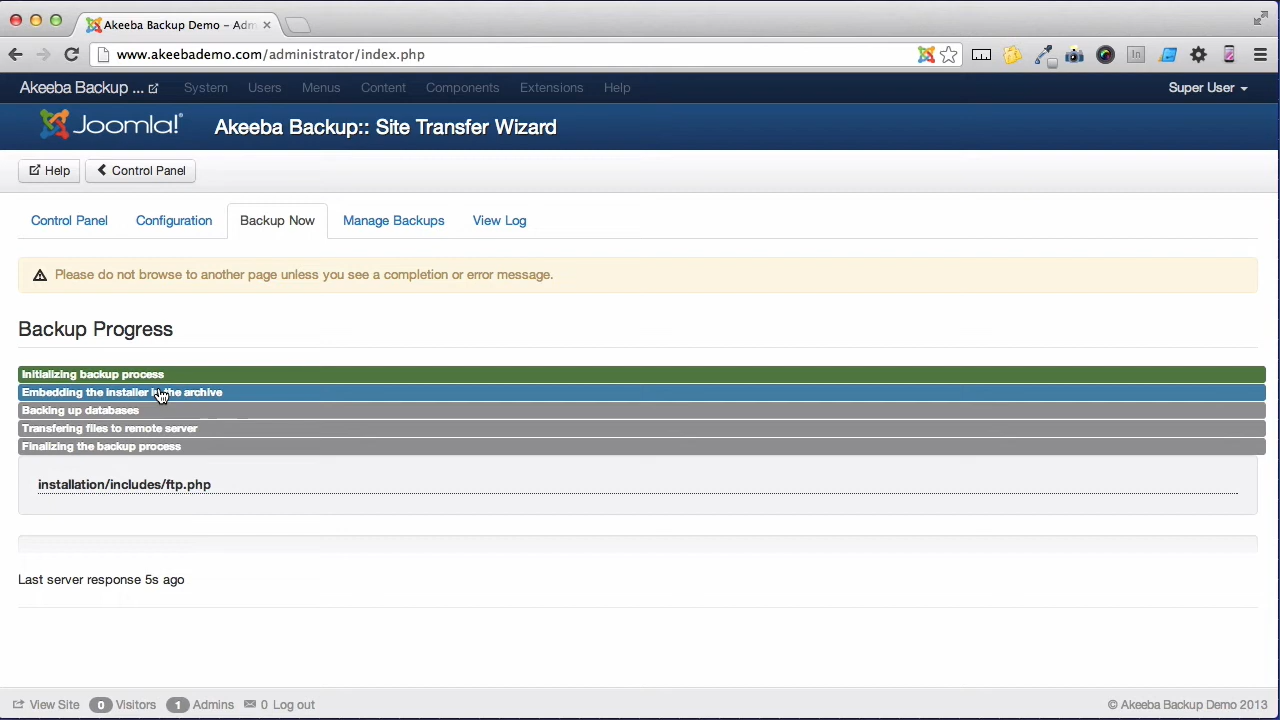 Akeeba Backup Demo – Adm
www.akeebademo.com/administrator/index.php
Akeeba Backup ... System Users Menus Content Components Extensions Help Super User
Joomla!® Akeeba Backup:: Site Transfer Wizard
Help Control Panel
Control Panel Configuration Backup Now Manage Backups View Log
Please do not browse to another page unless you see a completion or error message.
Backup Progress
Initializing backup process
Embedding the installer in the archive
Backing up databases
Transfering files to remote server
Finalizing the backup process
installation/includes/ftp.php
Last server response 5s ago
View Site 0 Visitors 1 Admins 0 Log out © Akeeba Backup Demo 2013